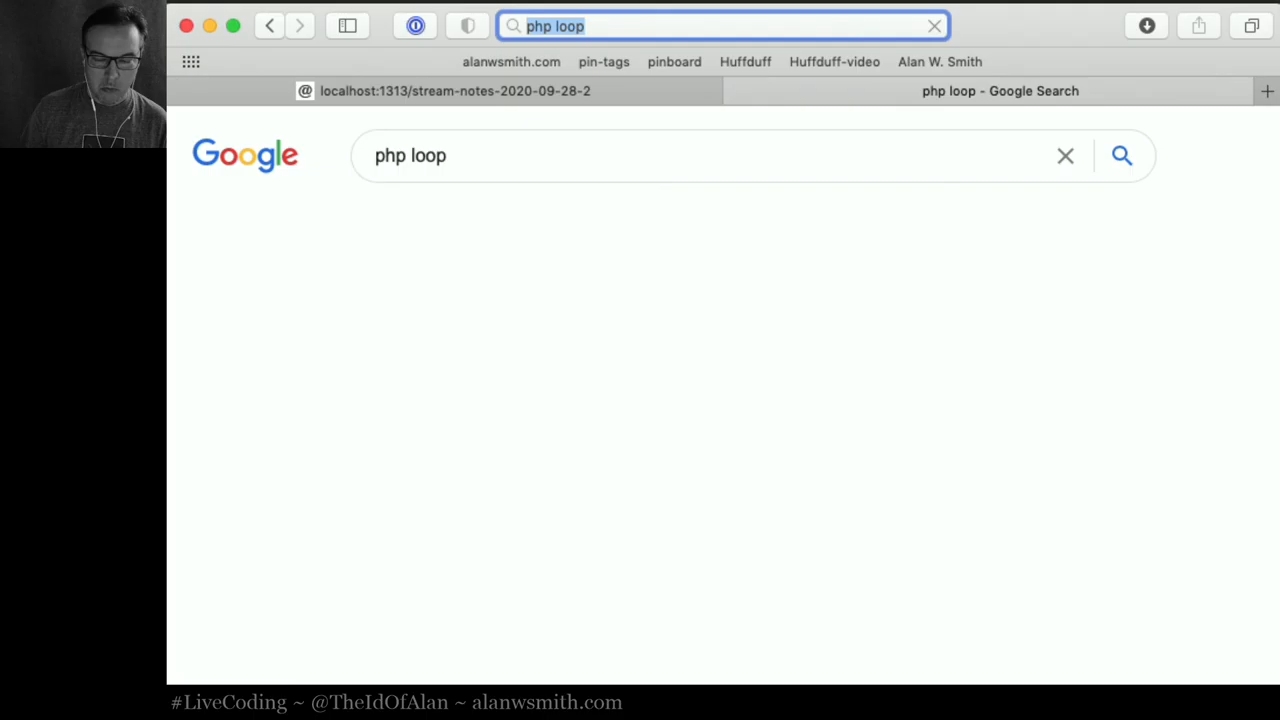 php loop
alanwsmith.com pin-tags pinboard Huffduff Huffduff-video Alan W. Smith
@ localhost:1313/stream-notes-2020-09-28-2 php loop - Google Search +
Google php loop
#LiveCoding ~ @TheIdOfAlan ~ alanwsmith.com